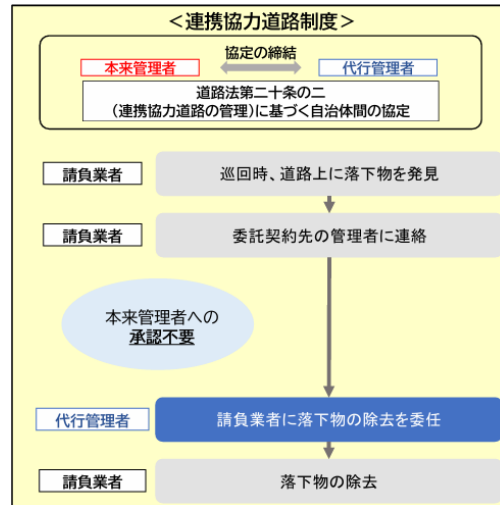 ＜連携協力道路制度＞
協定の締結
本来管理者
代行管理者
道路法第二十条の二
（連携協力道路の管理）に基づく自治体間の協定
請負業者
巡回時、道路上に落下物を発見
請負業者
委託契約先の管理者に連絡
本来管理者への
承認不要
代行管理者
請負業者に落下物の除去を委任
請負業者
落下物の除去